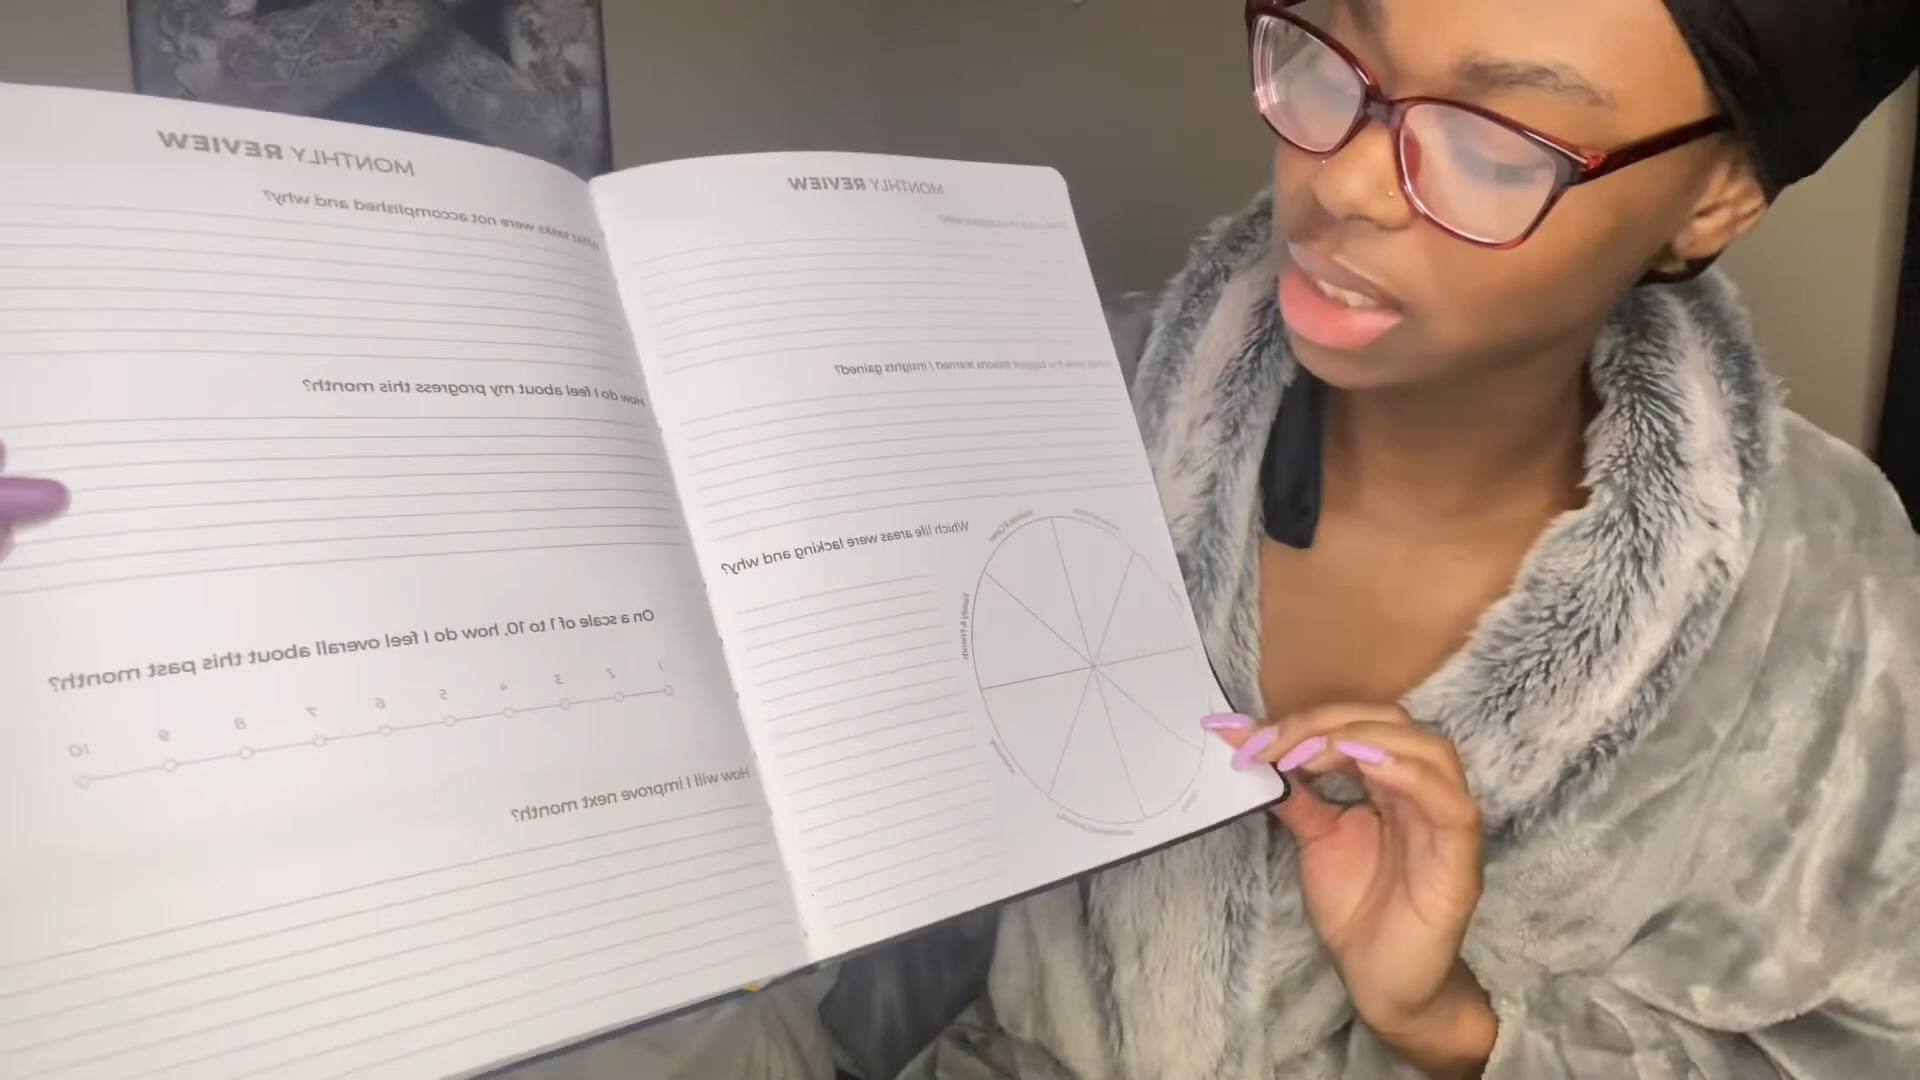 MONTHLY REVIEW
What were the biggest lessons learned / insights gained?
Which life areas were lacking and why?
Family & Friends
MONTHLY REVIEW
What tasks were not accomplished and why?
How do I feel about my progress this month?
On a scale of 1 to 10, how do I feel overall about this past month?
1 2 3 4 5 6 7 8 9 10
How will I improve next month?